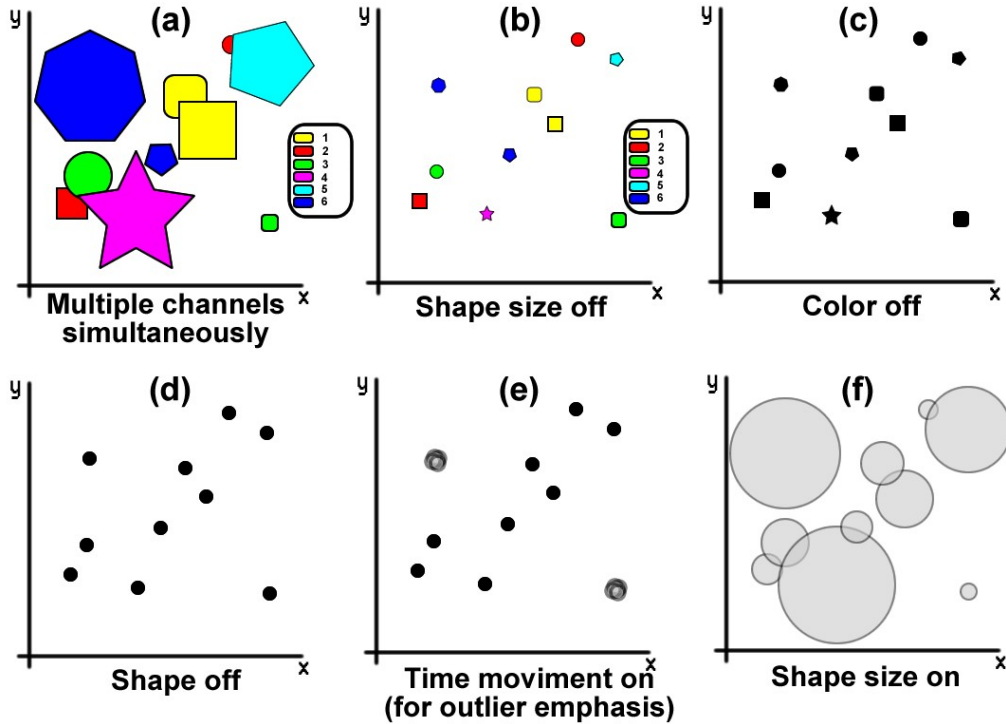 y
(a)
1
2
3
4
5
6
x
Multiple channels
simultaneously
y
(b)
1
2
3
4
5
6
x
Shape size off
y
(c)
x
Color off
y
(d)
x
Shape off
y
(e)
x
Time moviment on
(for outlier emphasis)
y
(f)
x
Shape size on